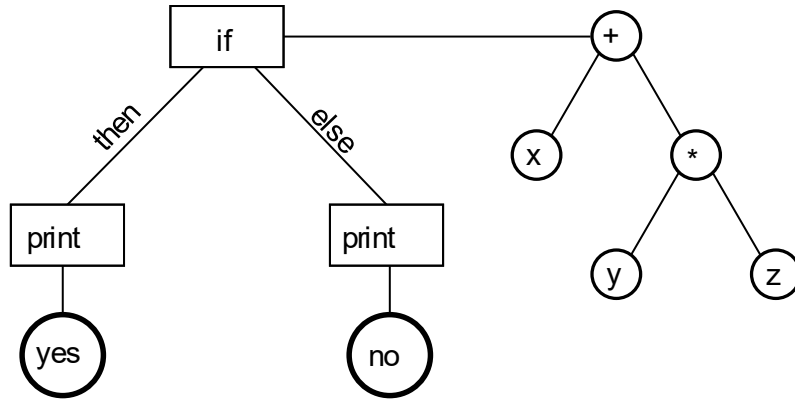 if
+
then
else
x
*
print
print
y
z
yes
no